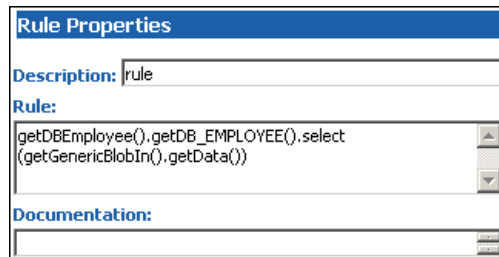 Rule Properties
Description: rule
Rule:
getDBEmployee().getDB_EMPLOYEE().select
(getGenericBlobIn().getData())
Documentation: